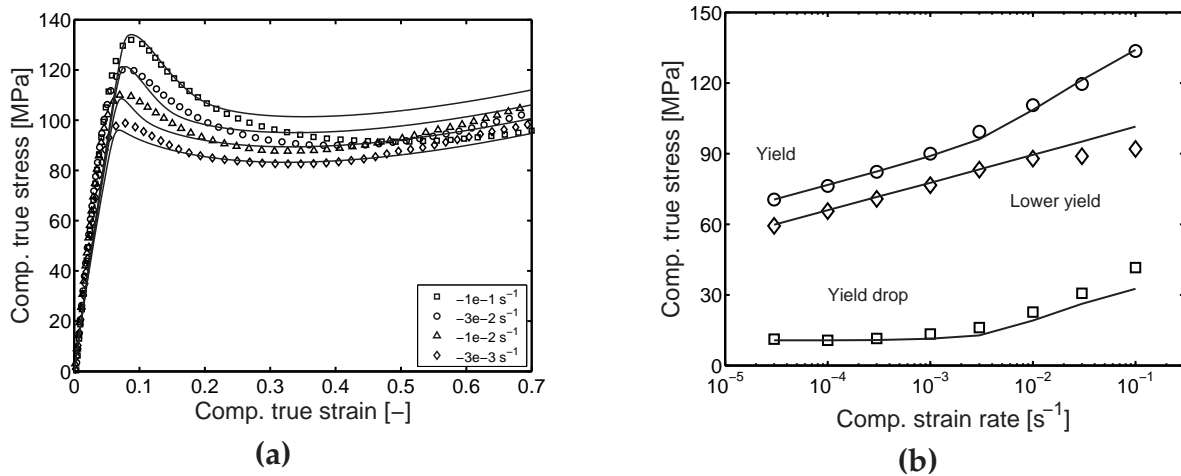 Comp. true stress [MPa]
140
120
100
80
60
40
20
0
0
0.1
0.2
0.3
0.4
0.5
0.6
0.7
Comp. true strain [−]
−1e−1 s⁻¹
−3e−2 s⁻¹
−1e−2 s⁻¹
−3e−3 s⁻¹
(a)
Comp. true stress [MPa]
150
120
90
60
30
0
10⁻⁵
10⁻⁴
10⁻³
10⁻²
10⁻¹
Comp. strain rate [s⁻¹]
Yield
Lower yield
Yield drop
(b)